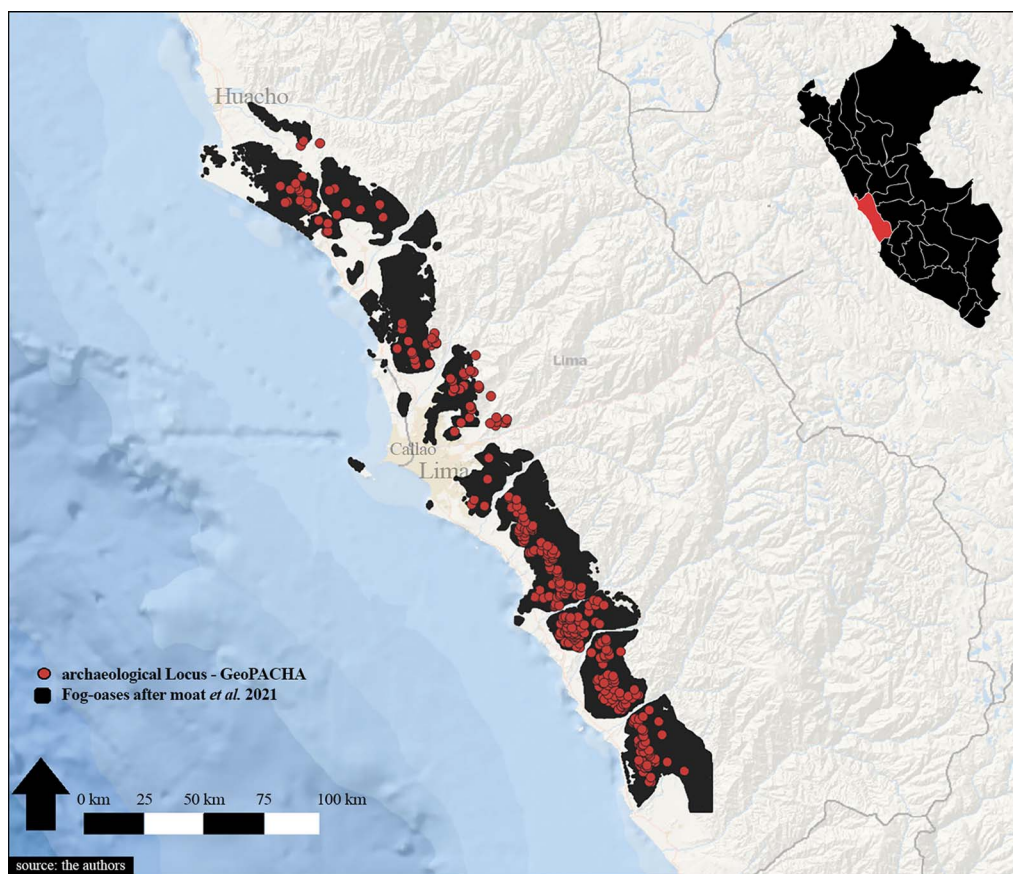 Huacho
Lima
Callao
Lima
archaeological Locus - GeoPACHA
Fog-oases after moat et al. 2021
0 km 25 50 km 75 100 km
source: the authors